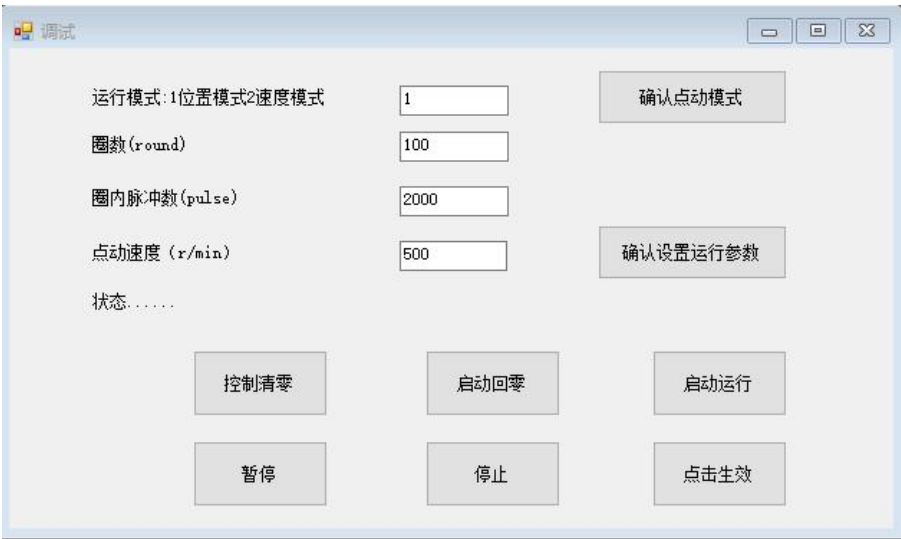 调试
运行模式:1位置模式2速度模式
1
确认点动模式
圈数(round)
100
圈内脉冲数(pulse)
2000
点动速度 (r/min)
500
确认设置运行参数
状态......
控制清零
启动回零
启动运行
暂停
停止
点击生效